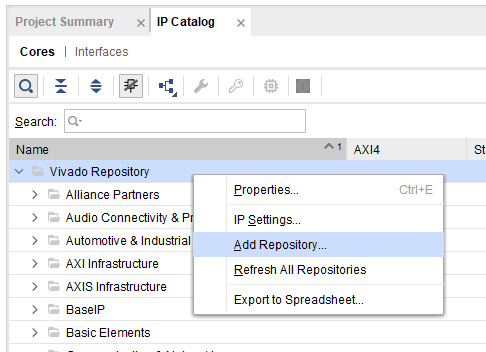 Project Summary × IP Catalog ×
Cores | Interfaces
Search: Q-
Name ^1 AXI4 St
Vivado Repository
Alliance Partners
Audio Connectivity & Pr
Automotive & Industrial
AXI Infrastructure
AXIS Infrastructure
BaseIP
Basic Elements
Properties... Ctrl+E
IP Settings...
Add Repository...
Refresh All Repositories
Export to Spreadsheet...